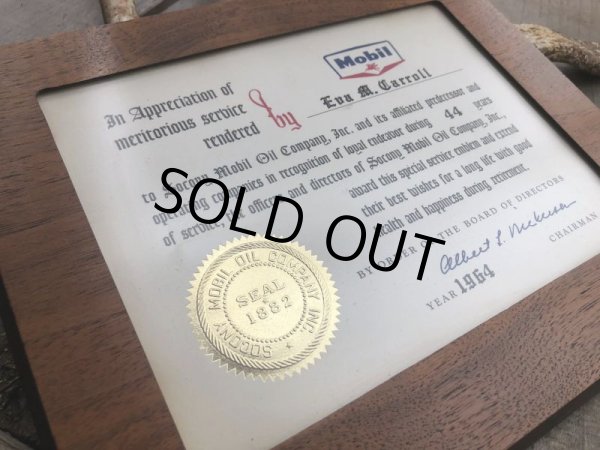 Mobil
In Appreciation of
meritorious service
rendered by Eva M. Carroll
to Socony Mobil Oil Company, Inc. and its affiliated predecessor and
operating companies in recognition of loyal endeavor during 44 years
of service, the officers and directors of Socony Mobil Oil Company, Inc.,
award this special service emblem and extend
their best wishes for a long life with good
health and happiness during retirement.
BY ORDER OF THE BOARD OF DIRECTORS
Albert L. Nickerson
CHAIRMAN
YEAR 1964
SOCONY MOBIL OIL COMPANY INC.
SEAL
1882
SOLD OUT